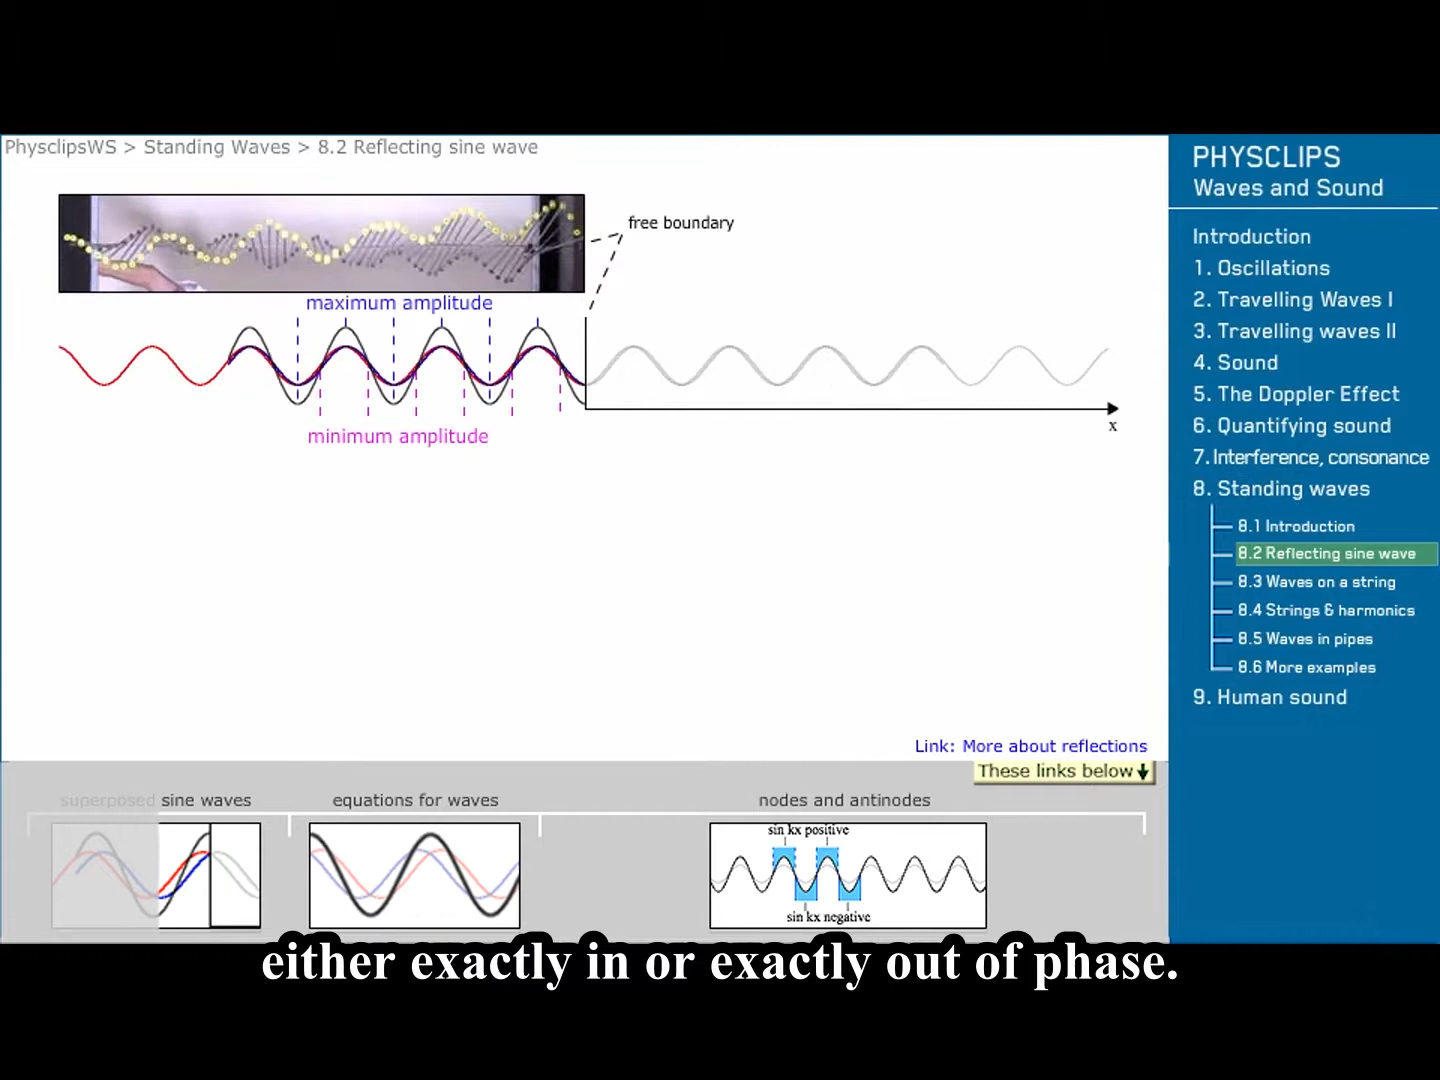 PhysclipsWS > Standing Waves > 8.2 Reflecting sine wave
free boundary
maximum amplitude
minimum amplitude
x
Link: More about reflections
These links below
superposed sine waves
equations for waves
nodes and antinodes
sin kx positive
sin kx negative
PHYSCLIPS
Waves and Sound
Introduction
1. Oscillations
2. Travelling Waves I
3. Travelling waves II
4. Sound
5. The Doppler Effect
6. Quantifying sound
7. Interference, consonance
8. Standing waves
8.1 Introduction
8.2 Reflecting sine wave
8.3 Waves on a string
8.4 Strings & harmonics
8.5 Waves in pipes
8.6 More examples
9. Human sound
either exactly in or exactly out of phase.